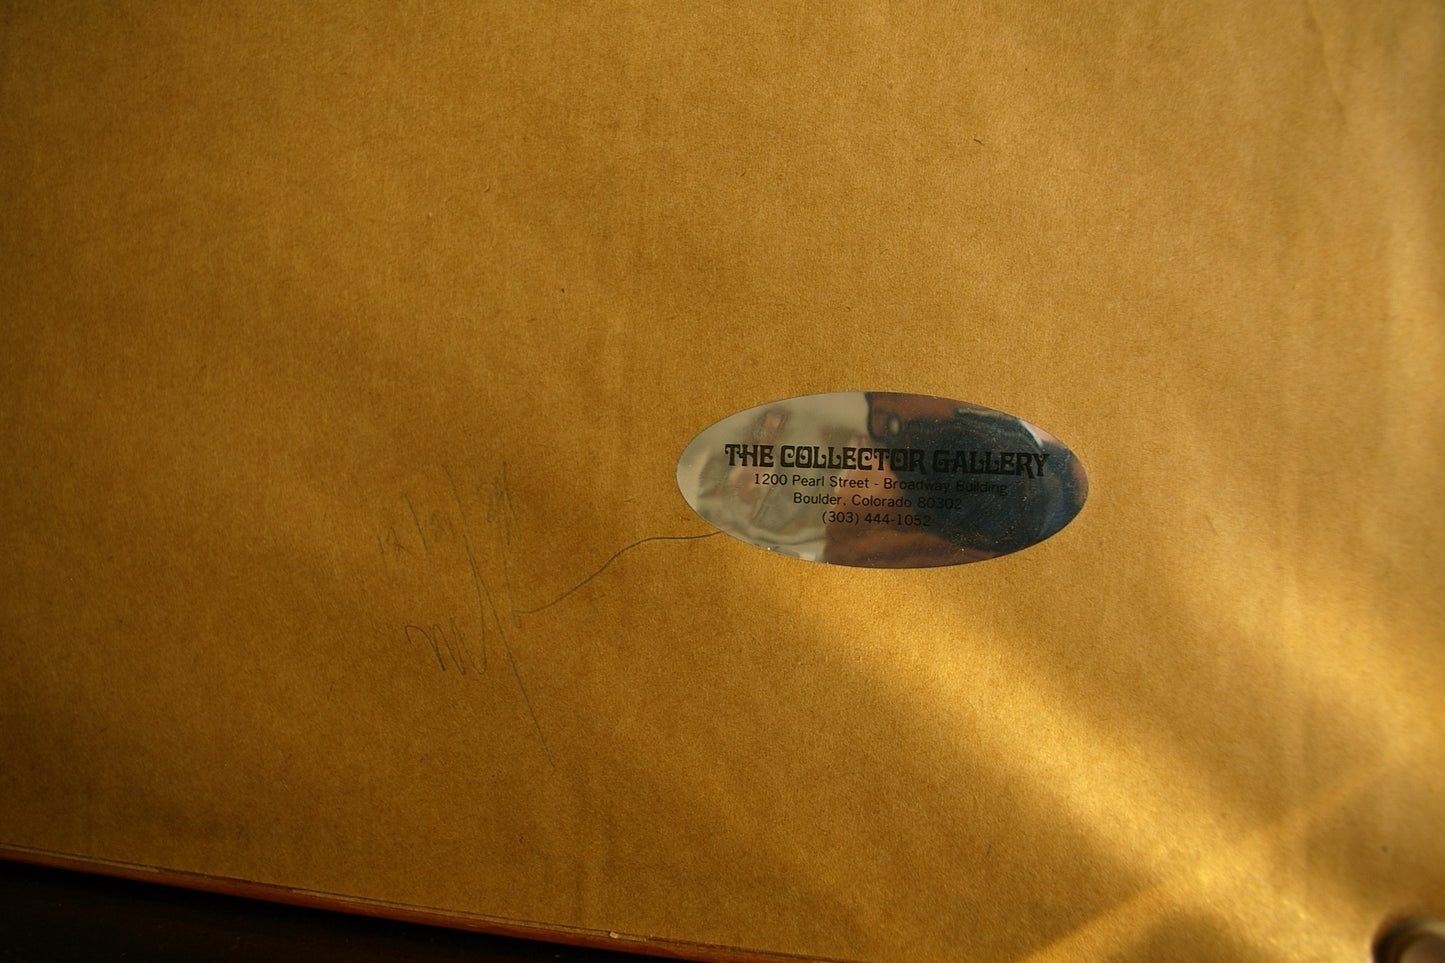 THE COLLECTOR GALLERY
1200 Pearl Street - Broadway Building
Boulder, Colorado 80302
(303) 444-1052